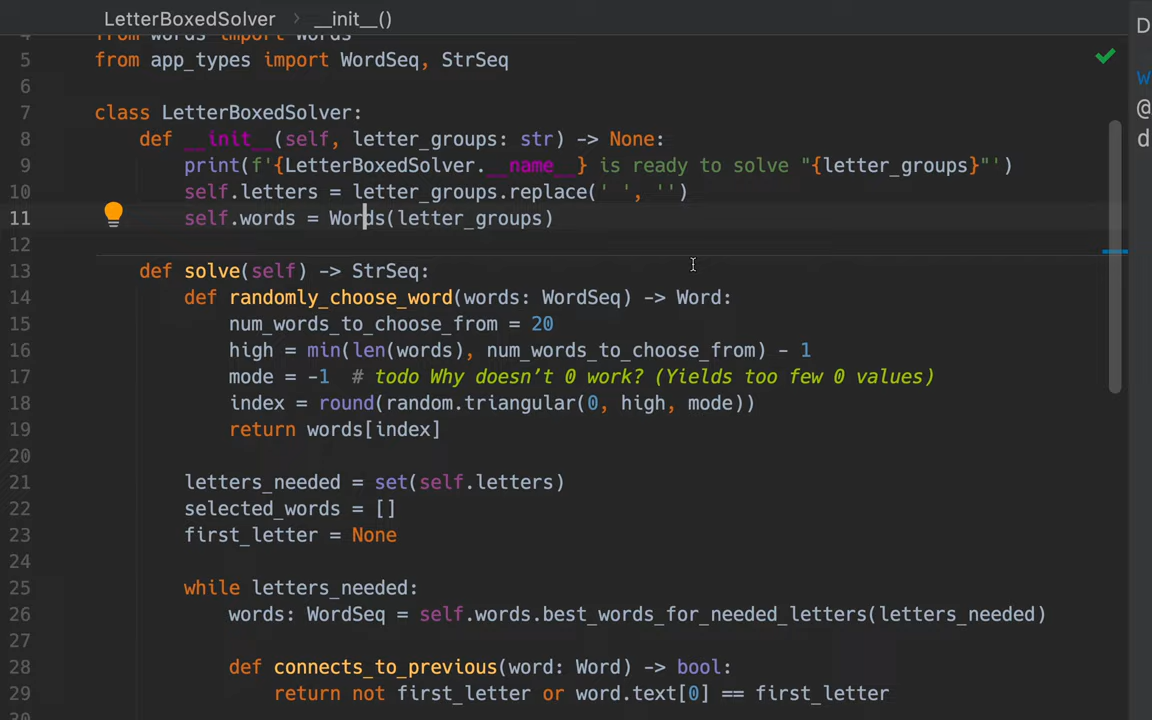 LetterBoxedSolver › __init__()
from words import Words
5 from app_types import WordSeq, StrSeq
6
7 class LetterBoxedSolver:
8 def __init__(self, letter_groups: str) -> None:
9 print(f'{LetterBoxedSolver.__name__} is ready to solve "{letter_groups}"')
10 self.letters = letter_groups.replace(' ', '')
11 self.words = Words(letter_groups)
12
13 def solve(self) -> StrSeq:
14 def randomly_choose_word(words: WordSeq) -> Word:
15 num_words_to_choose_from = 20
16 high = min(len(words), num_words_to_choose_from) - 1
17 mode = -1 # todo Why doesn’t 0 work? (Yields too few 0 values)
18 index = round(random.triangular(0, high, mode))
19 return words[index]
20
21 letters_needed = set(self.letters)
22 selected_words = []
23 first_letter = None
24
25 while letters_needed:
26 words: WordSeq = self.words.best_words_for_needed_letters(letters_needed)
27
28 def connects_to_previous(word: Word) -> bool:
29 return not first_letter or word.text[0] == first_letter